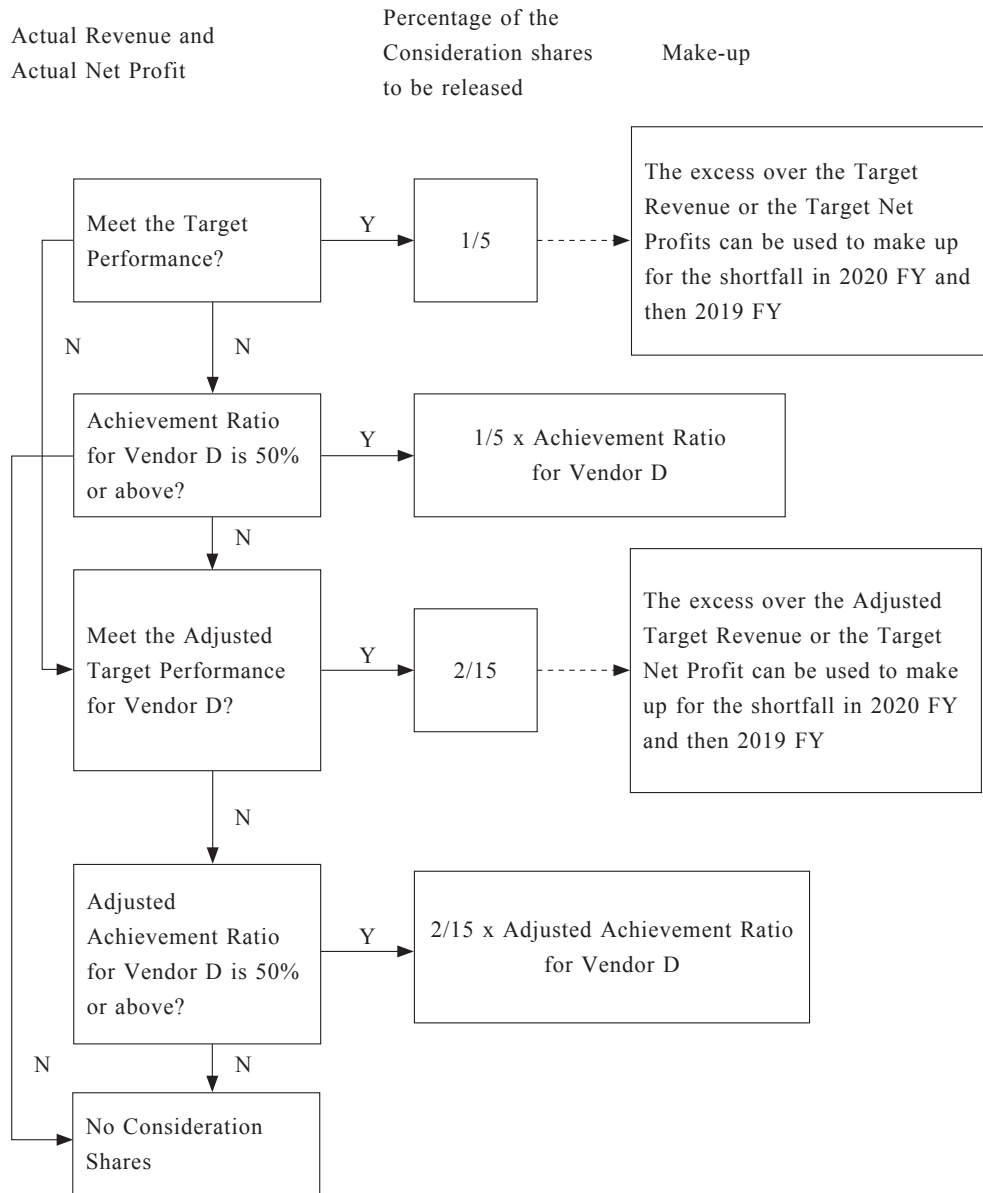 Actual Revenue and
Actual Net Profit
Percentage of the
Consideration shares
to be released
Make-up
Meet the Target
Performance?
Y
1/5
The excess over the Target
Revenue or the Target Net
Profits can be used to make up
for the shortfall in 2020 FY and
then 2019 FY
N
N
Achievement Ratio
for Vendor D is 50%
or above?
Y
1/5 x Achievement Ratio
for Vendor D
N
Meet the Adjusted
Target Performance
for Vendor D?
Y
2/15
The excess over the Adjusted
Target Revenue or the Target
Net Profit can be used to make
up for the shortfall in 2020 FY
and then 2019 FY
N
Adjusted
Achievement Ratio
for Vendor D is 50%
or above?
Y
2/15 x Adjusted Achievement Ratio
for Vendor D
N
N
No Consideration
Shares